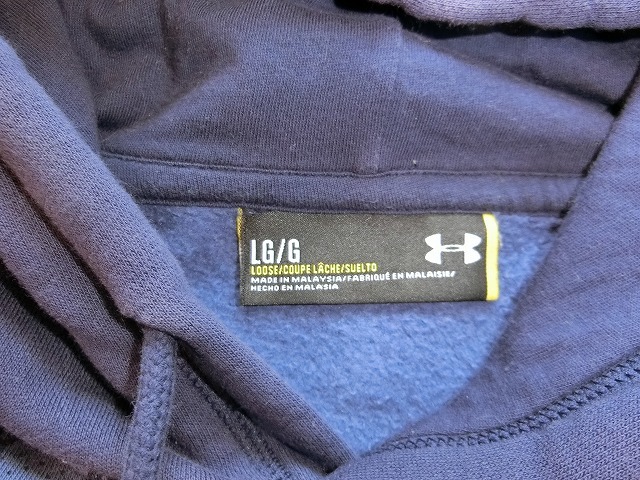 LG/G
LOOSE/COUPE LÂCHE/SUELTO
MADE IN MALAYSIA/FABRIQUÉ EN MALAISIE/
HECHO EN MALASIA